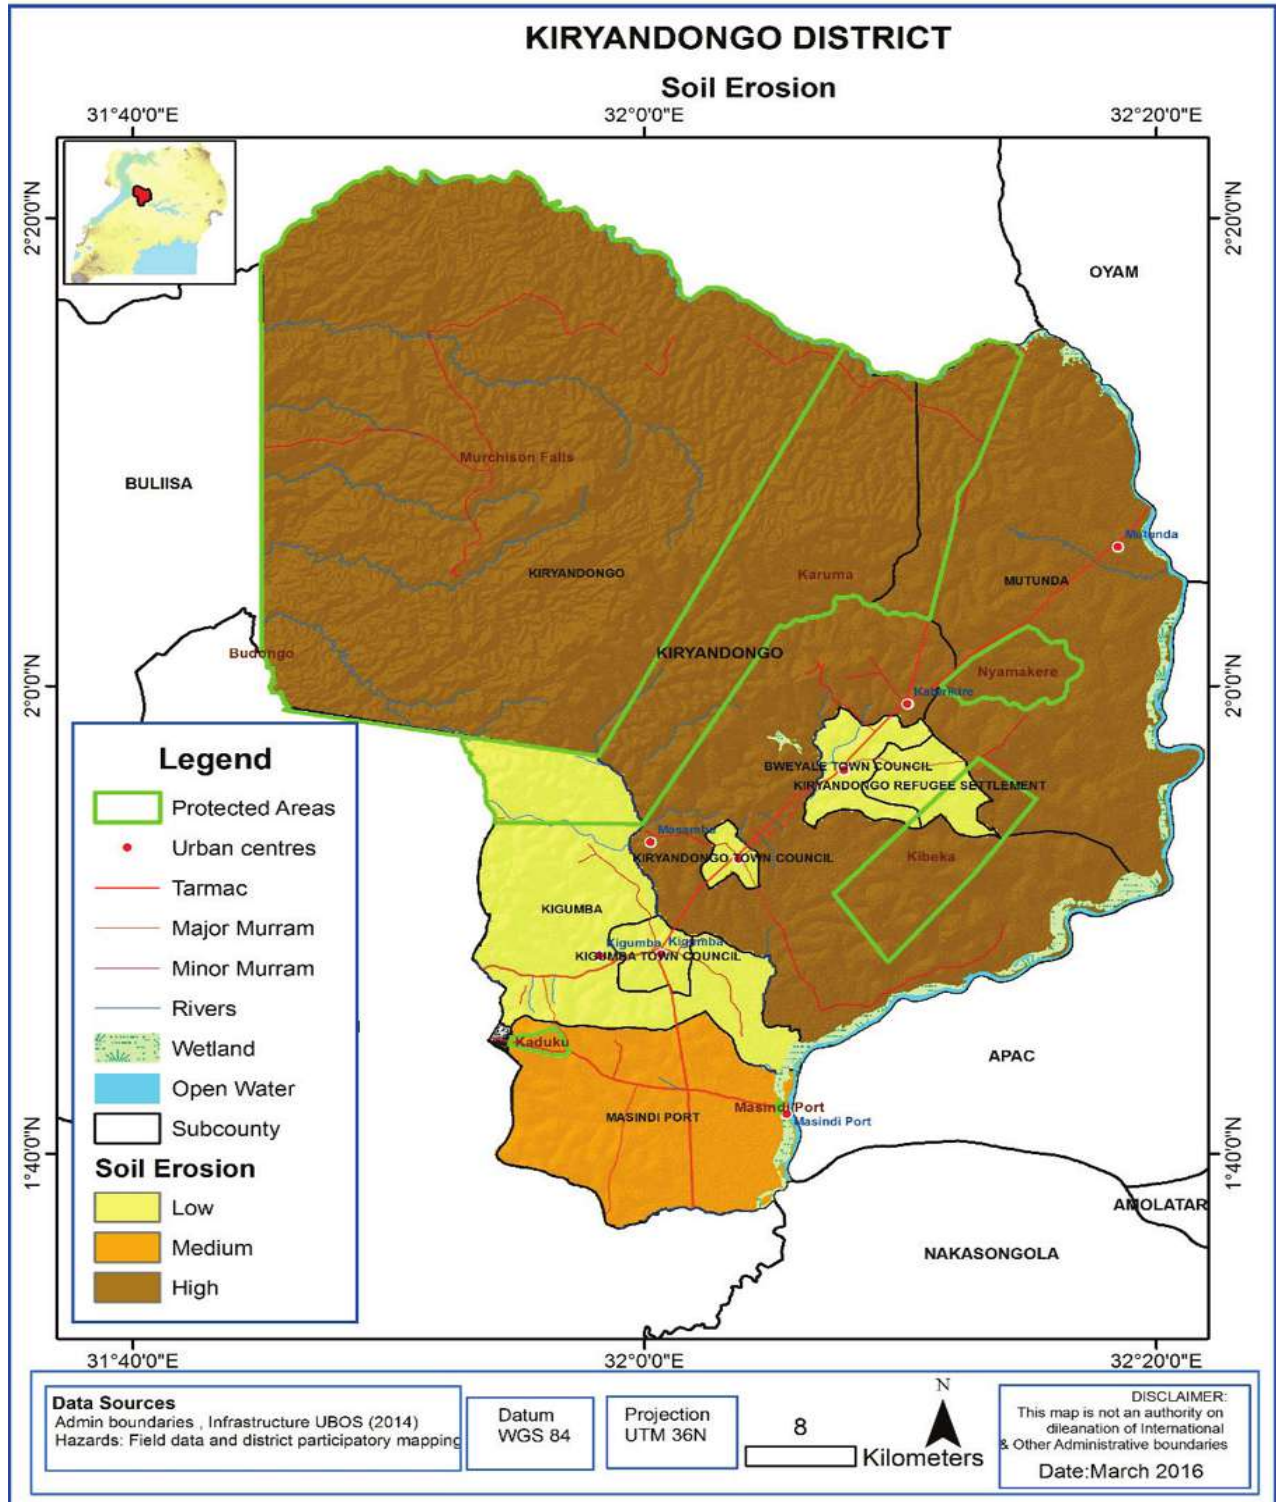 KIRYANDONGO DISTRICT
Soil Erosion
31°40'0"E
32°0'0"E
32°20'0"E
2°20'0"N
2°20'0"N
OYAM
BULIISA
Murchison Falls
KIRYANDONGO
Karuma
MUTUNDA
Mutunda
Budongo
KIRYANDONGO
Nyamakere
2°0'0"N
2°0'0"N
BWEYALE TOWN COUNCIL
KIRYANDONGO REFUGEE SETTLEMENT
KIRYANDONGO TOWN COUNCIL
Kibeka
KIGUMBA
Kigumba
Kigumba
KIGUMBA TOWN COUNCIL
Kaduku
APAC
MASINDI PORT
Masindi Port
Masindi Port
1°40'0"N
1°40'0"N
AMOLATAR
NAKASONGOLA
Legend
Protected Areas
Urban centres
Tarmac
Major Murram
Minor Murram
Rivers
Wetland
Open Water
Subcounty
Soil Erosion
Low
Medium
High
31°40'0"E
32°0'0"E
32°20'0"E
Data Sources
Admin boundaries , Infrastructure UBOS (2014)
Hazards: Field data and district participatory mapping
Datum
WGS 84
Projection
UTM 36N
8
Kilometers
N
DISCLAIMER:
This map is not an authority on
dileanation of International
& Other Administrative boundaries
Date:March 2016